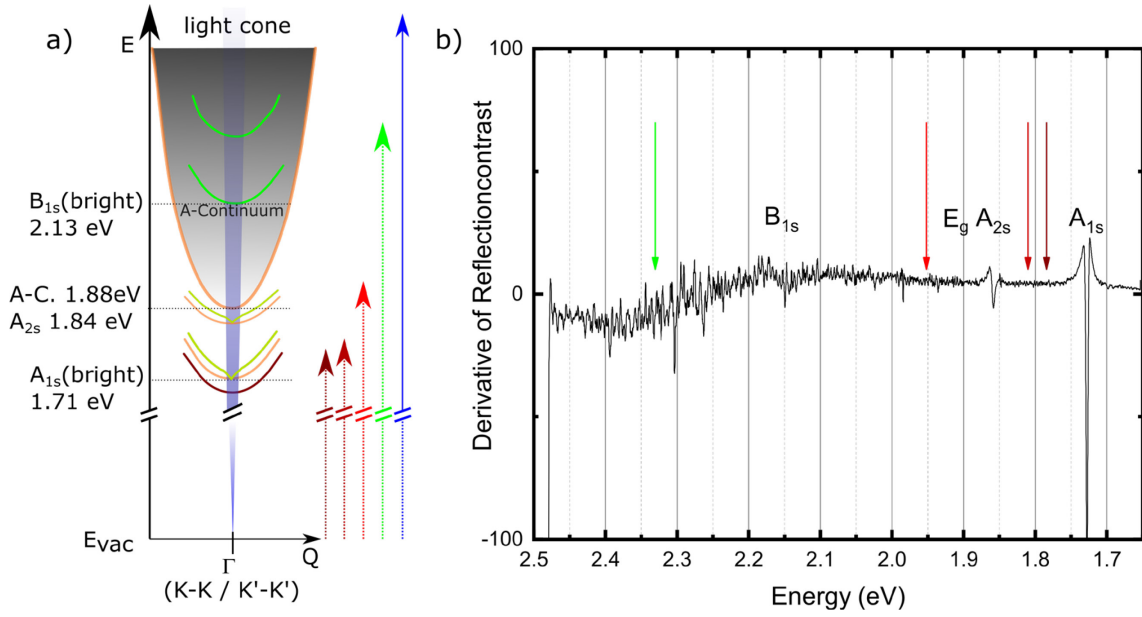 a)
light cone
E
B1s(bright)
2.13 eV
A-Continuum
A-C. 1.88eV
A2s 1.84 eV
A1s(bright)
1.71 eV
Evac
Γ
Q
(K-K / K'-K')
b)
Derivative of Reflectioncontrast
100
0
-100
B1s
Eg A2s
A1s
2.5 2.4 2.3 2.2 2.1 2.0 1.9 1.8 1.7
Energy (eV)